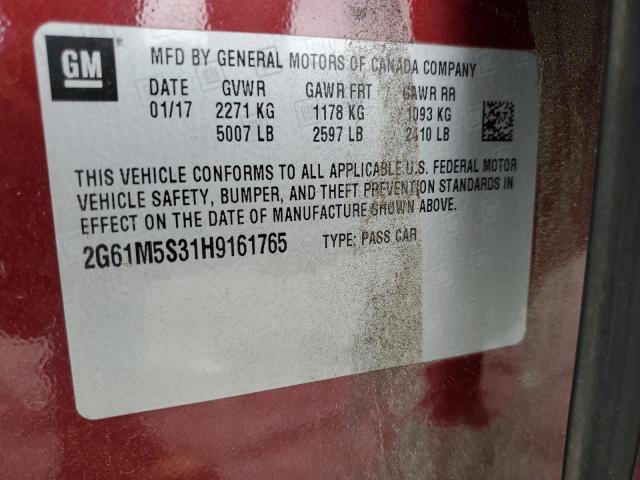 GM
MFD BY GENERAL MOTORS OF CANADA COMPANY
DATE GVWR GAWR FRT GAWR RR
01/17 2271 KG 1178 KG 1093 KG
5007 LB 2597 LB 2410 LB
THIS VEHICLE CONFORMS TO ALL APPLICABLE U.S. FEDERAL MOTOR
VEHICLE SAFETY, BUMPER, AND THEFT PREVENTION STANDARDS IN
EFFECT ON THE DATE OF MANUFACTURE SHOWN ABOVE.
2G61M5S31H9161765 TYPE: PASS CAR